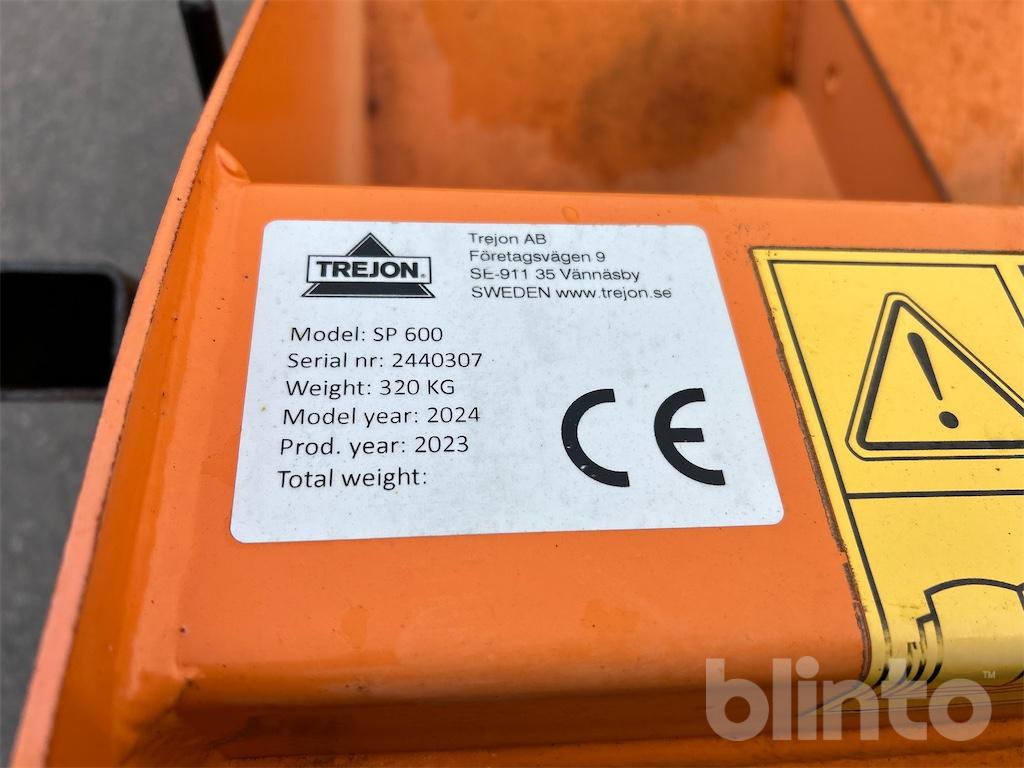 TREJON®
Trejon AB
Företagsvägen 9
SE-911 35 Vännäsby
SWEDEN www.trejon.se
Model: SP 600
Serial nr: 2440307
Weight: 320 KG
Model year: 2024
Prod. year: 2023
Total weight:
CE
blinto™